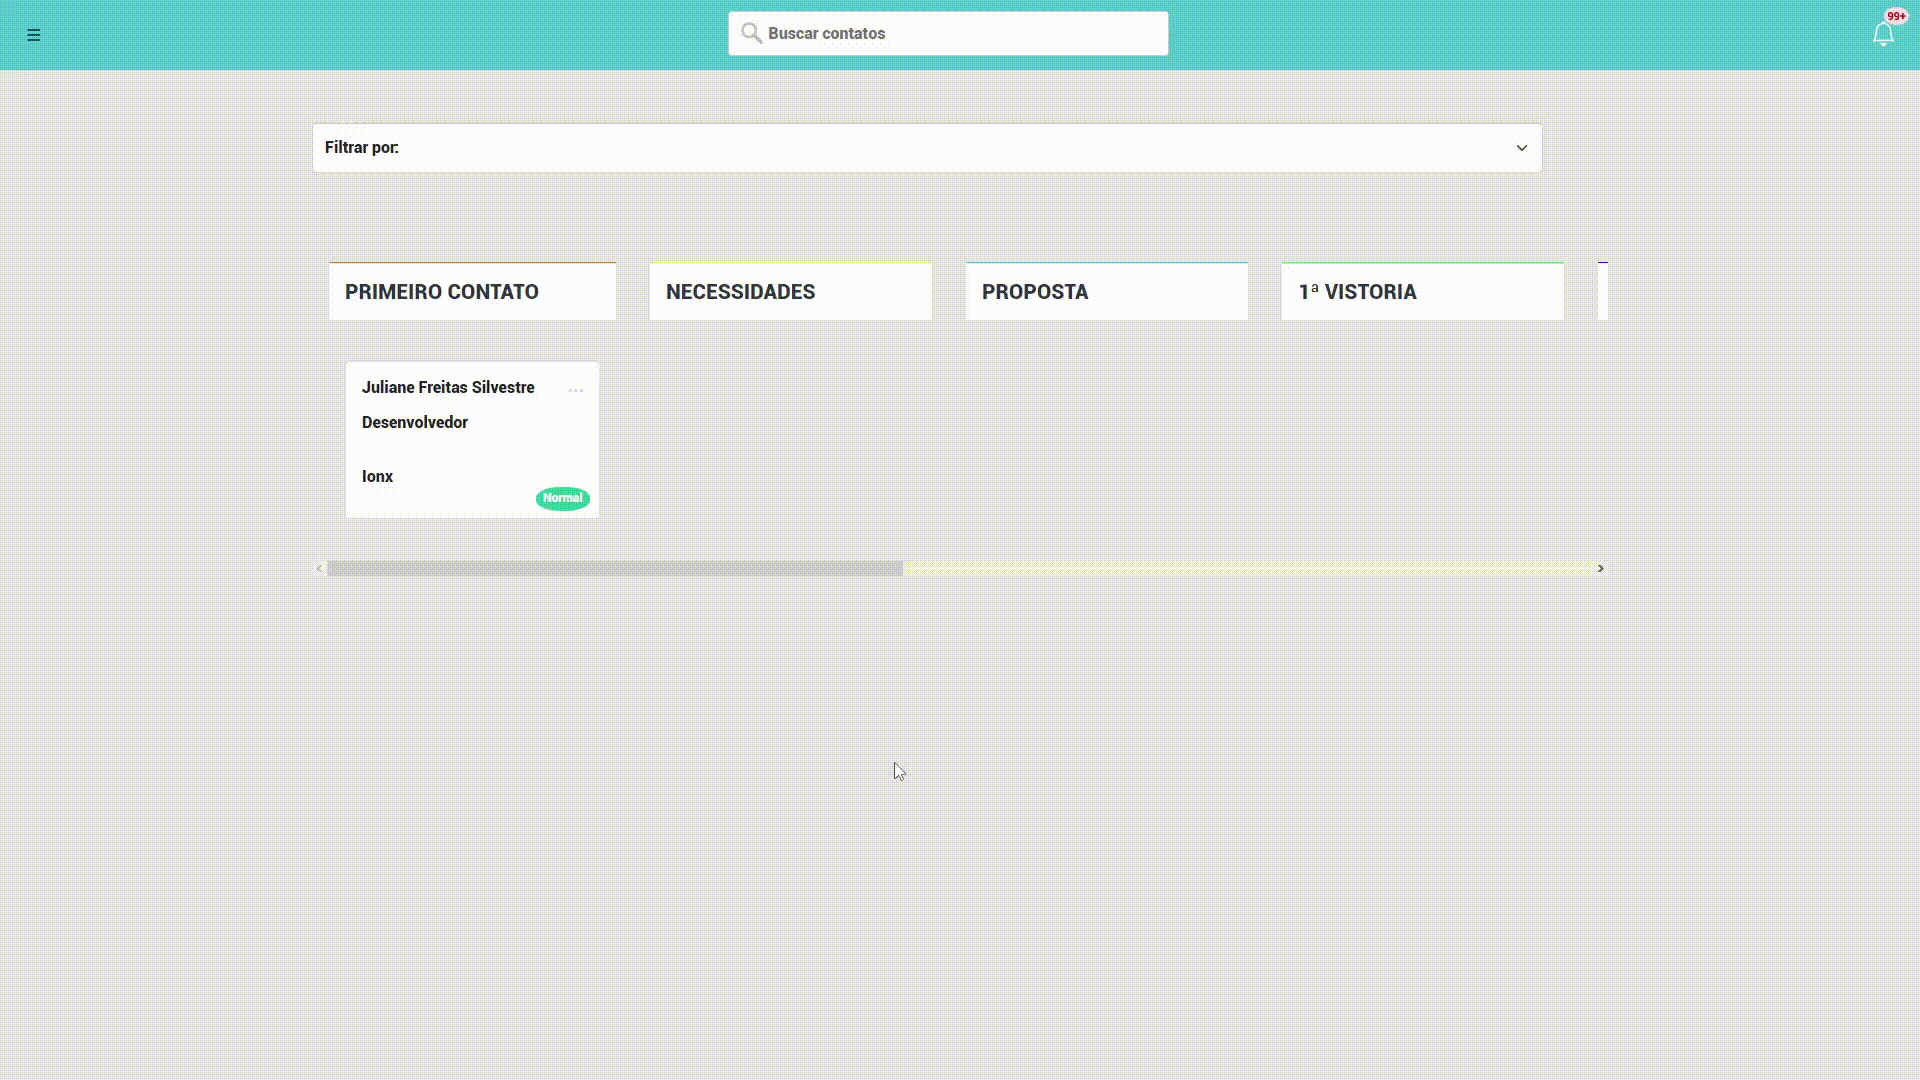 Buscar contatos
99+
Filtrar por:
PRIMEIRO CONTATO
NECESSIDADES
PROPOSTA
1ª VISTORIA
Juliane Freitas Silvestre
...
Desenvolvedor
Ionx
Normal